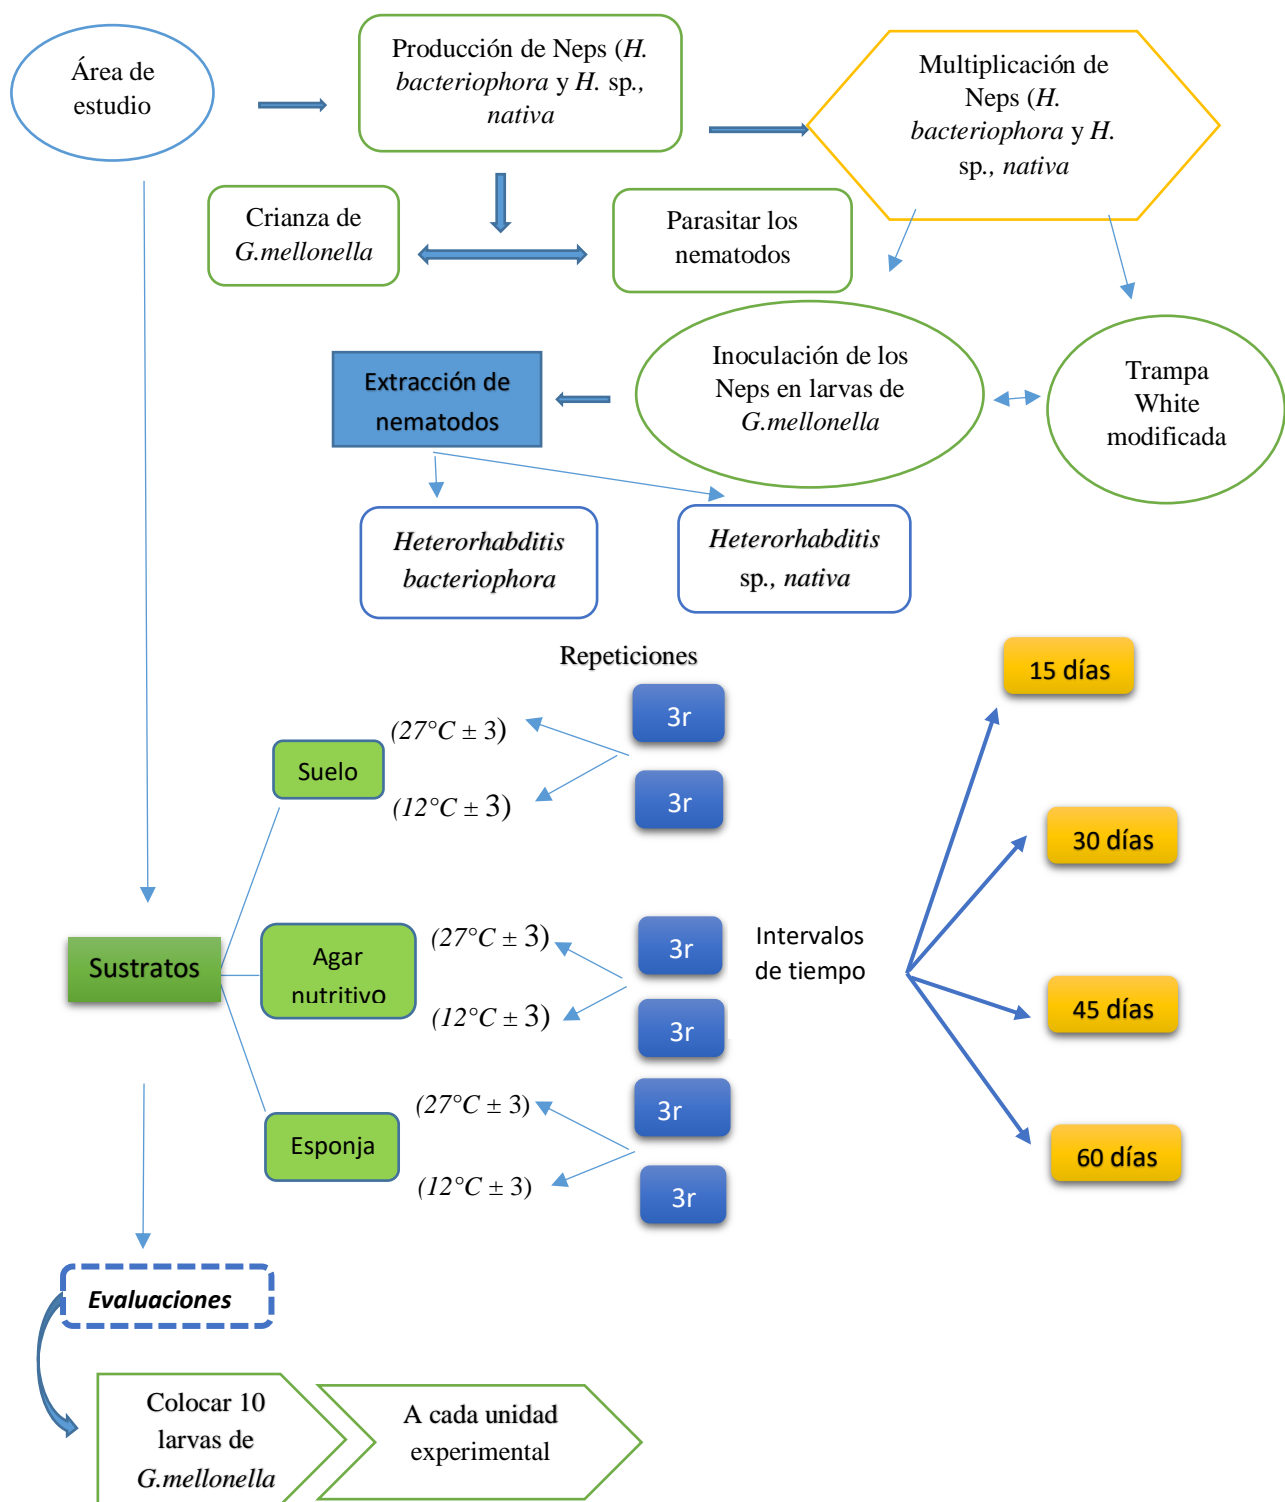 Área de
estudio
Producción de Neps (H.
bacteriophora y H. sp.,
nativa
Multiplicación de
Neps (H.
bacteriophora y H.
sp., nativa
Crianza de
G.mellonella
Parasitar los
nematodos
Extracción de
nematodos
Inoculación de los
Neps en larvas de
G.mellonella
Trampa
White
modificada
Heterorhabditis
bacteriophora
Heterorhabditis
sp., nativa
Repeticiones
Suelo
(27°C ± 3)
(12°C ± 3)
3r
3r
Sustratos
Agar
nutritivo
(27°C ± 3)
(12°C ± 3)
3r
3r
Esponja
(27°C ± 3)
(12°C ± 3)
3r
3r
Intervalos
de tiempo
15 días
30 días
45 días
60 días
Evaluaciones
Colocar 10
larvas de
G.mellonella
A cada unidad
experimental